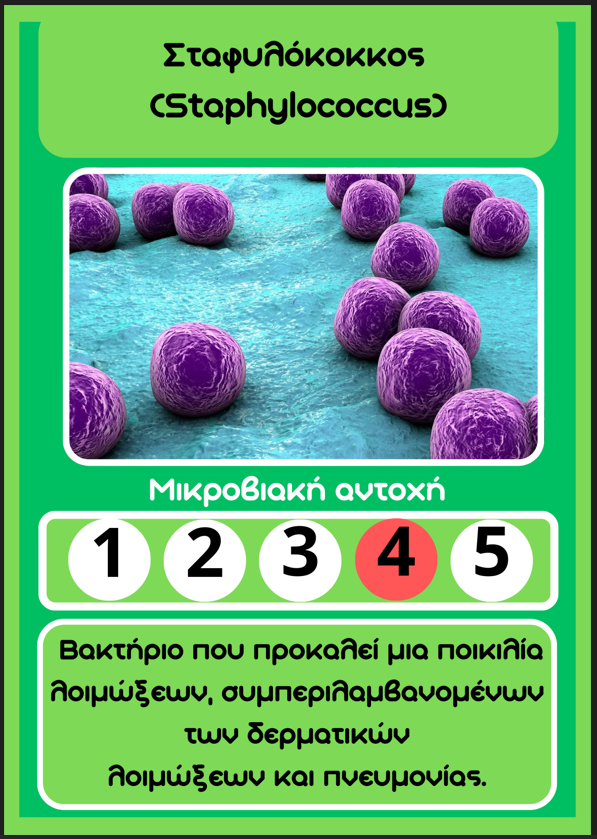 Σταφυλόκοκκος
(Staphylococcus)
Μικροβιακή αντοχή
1 2 3 4 5
Βακτήριο που προκαλεί μια ποικιλία
λοιμώξεων, συμπεριλαμβανομένων
των δερματικών
λοιμώξεων και πνευμονίας.